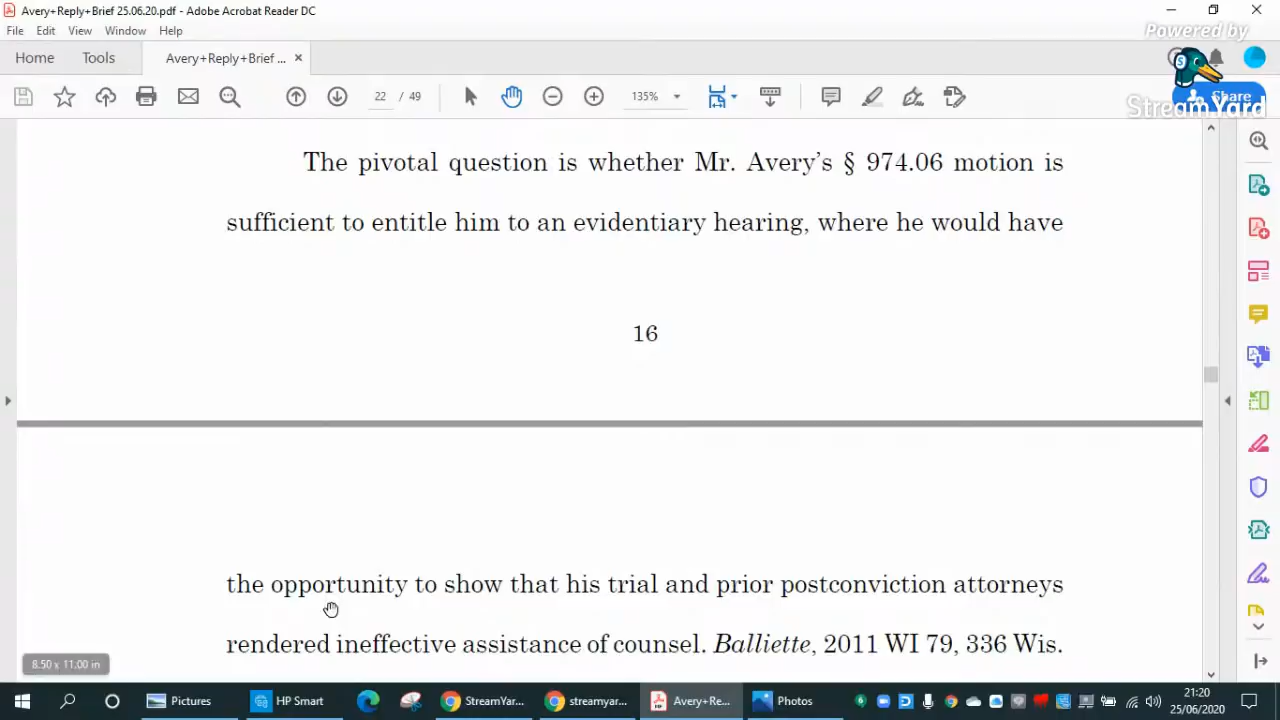 Avery+Reply+Brief 25.06.20.pdf - Adobe Acrobat Reader DC
File Edit View Window Help
Powered by
Home Tools Avery+Reply+Brief ... ×
22 / 49 135% Share
StreamYard
The pivotal question is whether Mr. Avery’s § 974.06 motion is
sufficient to entitle him to an evidentiary hearing, where he would have
16
the opportunity to show that his trial and prior postconviction attorneys
rendered ineffective assistance of counsel. Balliette, 2011 WI 79, 336 Wis.
8.50 x 11.00 in
Pictures HP Smart StreamYar... streamyar... Avery+Re... Photos 21:20
25/06/2020